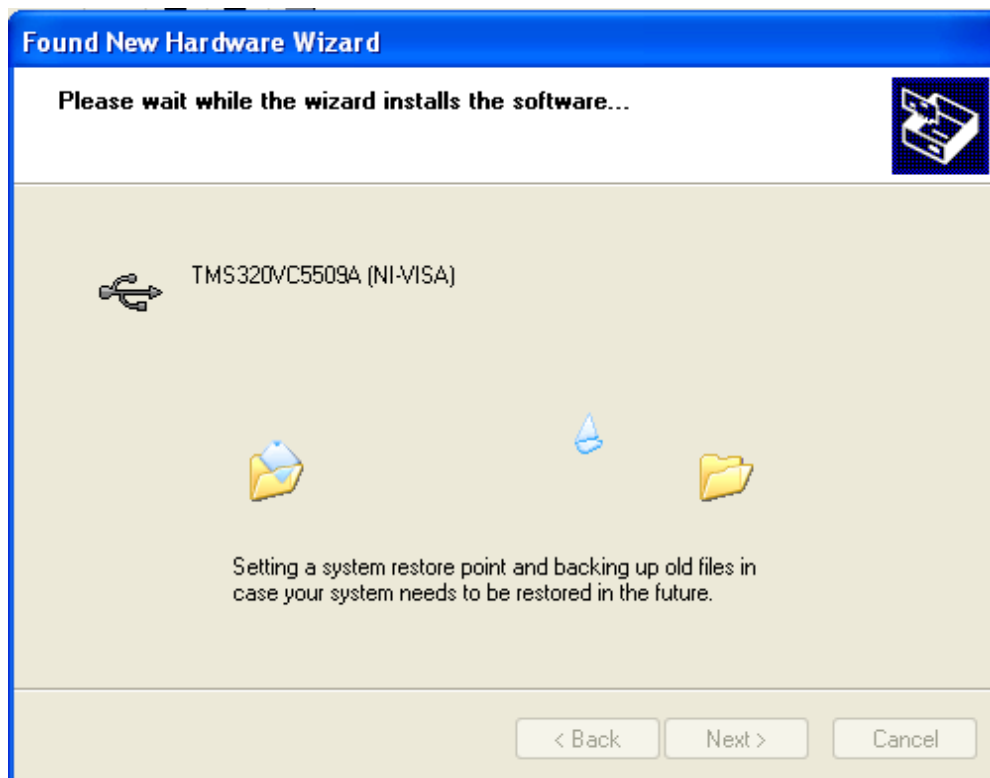 Found New Hardware Wizard
Please wait while the wizard installs the software...
TMS320VC5509A (NI-VISA)
Setting a system restore point and backing up old files in
case your system needs to be restored in the future.
< Back
Next >
Cancel